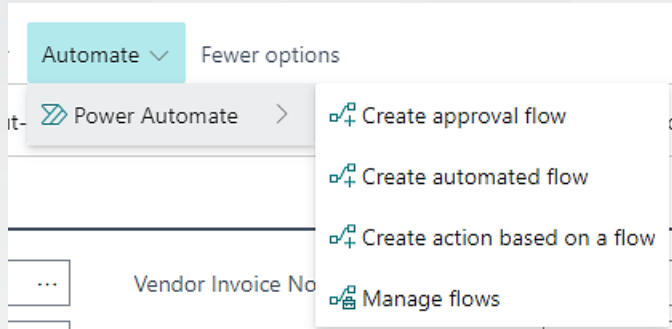 Automate
Fewer options
Power Automate
Create approval flow
Create automated flow
Create action based on a flow
Vendor Invoice No
Manage flows